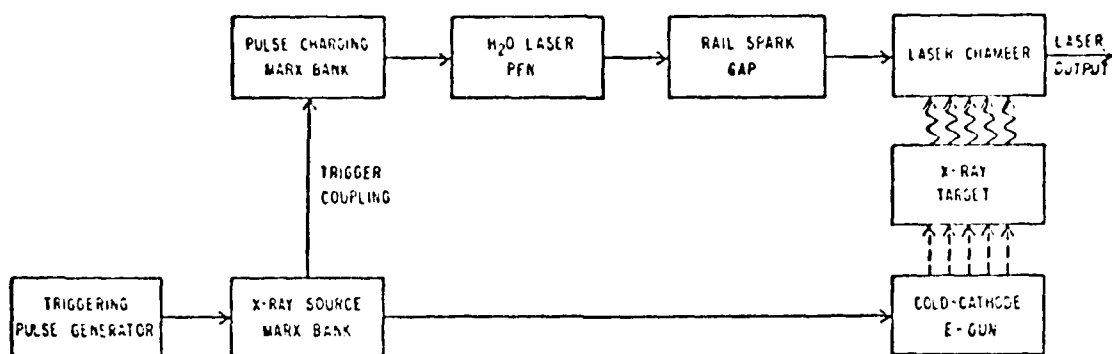 PULSE CHARGING
MARX BANK
H₂O LASER
PFN
RAIL SPARK
GAP
LASER CHAMBER
LASER
OUTPUT
TRIGGER
COUPLING
X-RAY
TARGET
TRIGGERING
PULSE GENERATOR
X-RAY SOURCE
MARX BANK
COLD-CATHODE
E-GUN